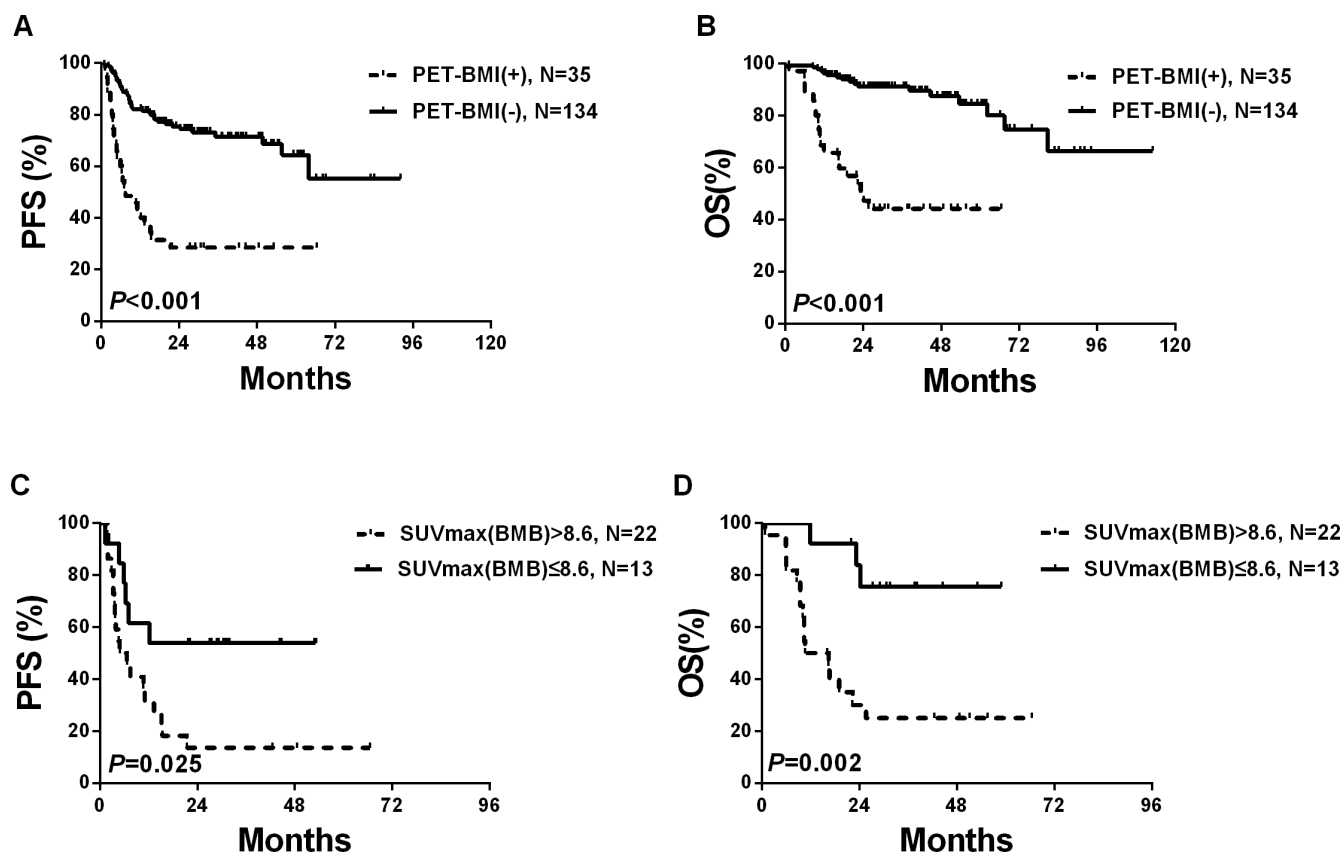 A
PET-BMI(+), N=35
PET-BMI(-), N=134
PFS (%)
100
80
60
40
20
0
P<0.001
0 24 48 72 96 120
Months
B
PET-BMI(+), N=35
PET-BMI(-), N=134
OS(%)
100
80
60
40
20
0
P<0.001
0 24 48 72 96 120
Months
C
SUVmax(BMB)>8.6, N=22
SUVmax(BMB)≤8.6, N=13
PFS (%)
100
80
60
40
20
0
P=0.025
0 24 48 72 96
Months
D
SUVmax(BMB)>8.6, N=22
SUVmax(BMB)≤8.6, N=13
OS(%)
100
80
60
40
20
0
P=0.002
0 24 48 72 96
Months